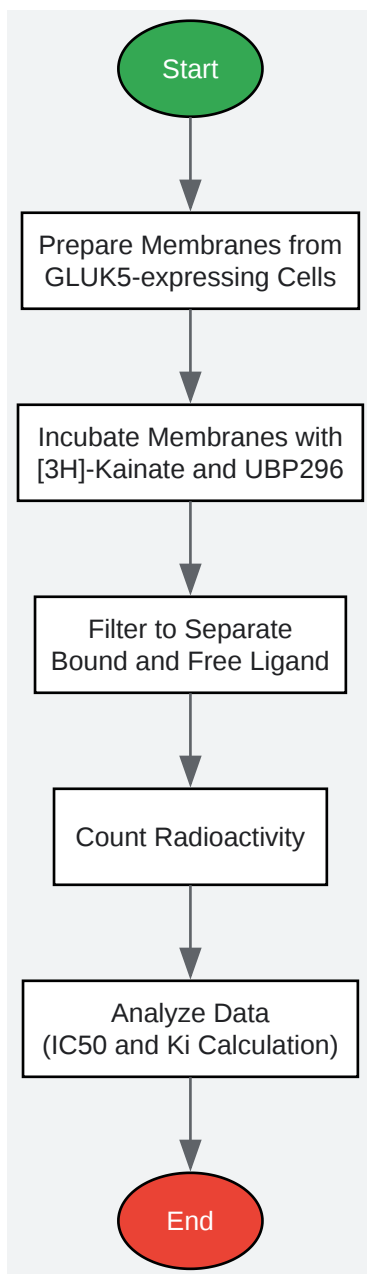 Start
Prepare Membranes from
GLUK5-expressing Cells
Incubate Membranes with
[3H]-Kainate and UBP296
Filter to Separate
Bound and Free Ligand
Count Radioactivity
Analyze Data
(IC50 and Ki Calculation)
End